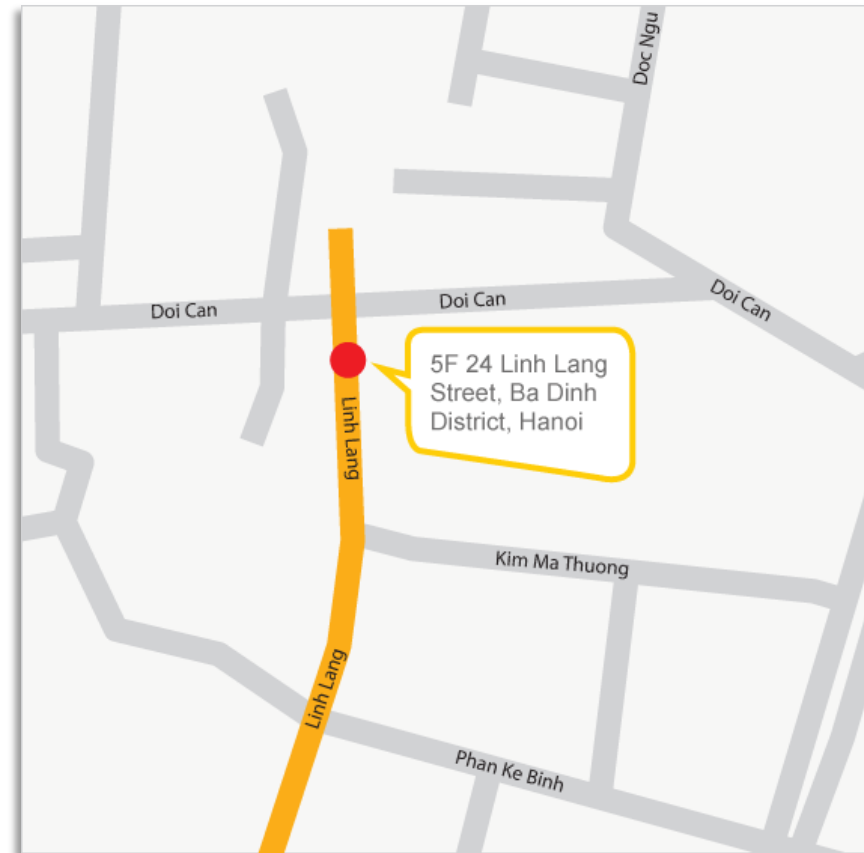 Doc Ngu
Doi Can
Doi Can
Doi Can
5F 24 Linh Lang
Street, Ba Dinh
District, Hanoi
Linh Lang
Kim Ma Thuong
Linh Lang
Phan Ke Binh